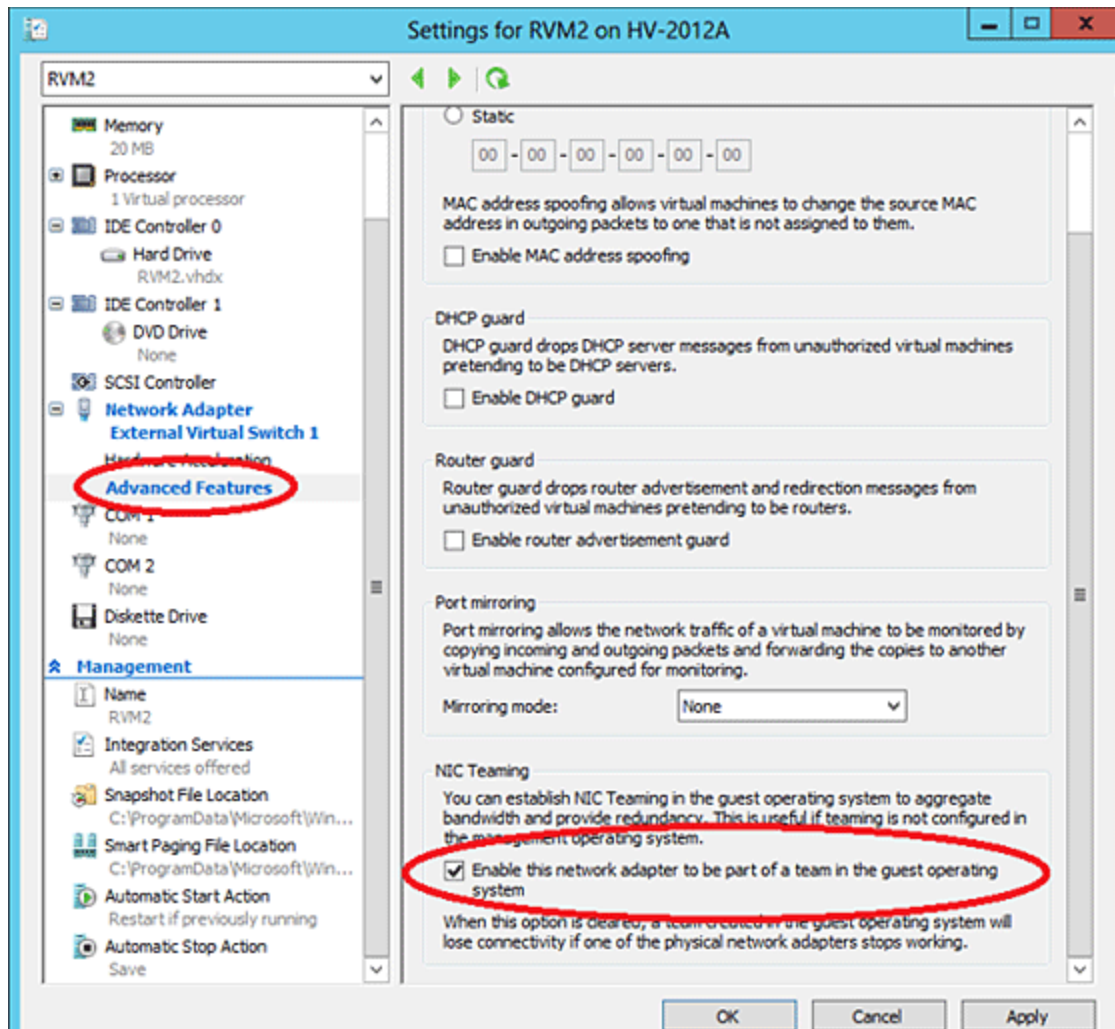 Settings for RVM2 on HV-2012A
RVM2
Memory
20 MB
Processor
1 Virtual processor
IDE Controller 0
Hard Drive
RVM2.vhdx
IDE Controller 1
DVD Drive
None
SCSI Controller
Network Adapter
External Virtual Switch 1
Hardware Acceleration
Advanced Features
COM 1
None
COM 2
None
Diskette Drive
None
Management
Name
RVM2
Integration Services
All services offered
Snapshot File Location
C:\ProgramData\Microsoft\Win...
Smart Paging File Location
C:\ProgramData\Microsoft\Win...
Automatic Start Action
Restart if previously running
Automatic Stop Action
Save
Static
00 - 00 - 00 - 00 - 00 - 00
MAC address spoofing allows virtual machines to change the source MAC
address in outgoing packets to one that is not assigned to them.
Enable MAC address spoofing
DHCP guard
DHCP guard drops DHCP server messages from unauthorized virtual machines
pretending to be DHCP servers.
Enable DHCP guard
Router guard
Router guard drops router advertisement and redirection messages from
unauthorized virtual machines pretending to be routers.
Enable router advertisement guard
Port mirroring
Port mirroring allows the network traffic of a virtual machine to be monitored by
copying incoming and outgoing packets and forwarding the copies to another
virtual machine configured for monitoring.
Mirroring mode: None
NIC Teaming
You can establish NIC Teaming in the guest operating system to aggregate
bandwidth and provide redundancy. This is useful if teaming is not configured in
the management operating system.
Enable this network adapter to be part of a team in the guest operating
system
When this option is cleared, a team created in the guest operating system will
lose connectivity if one of the physical network adapters stops working.
OK Cancel Apply